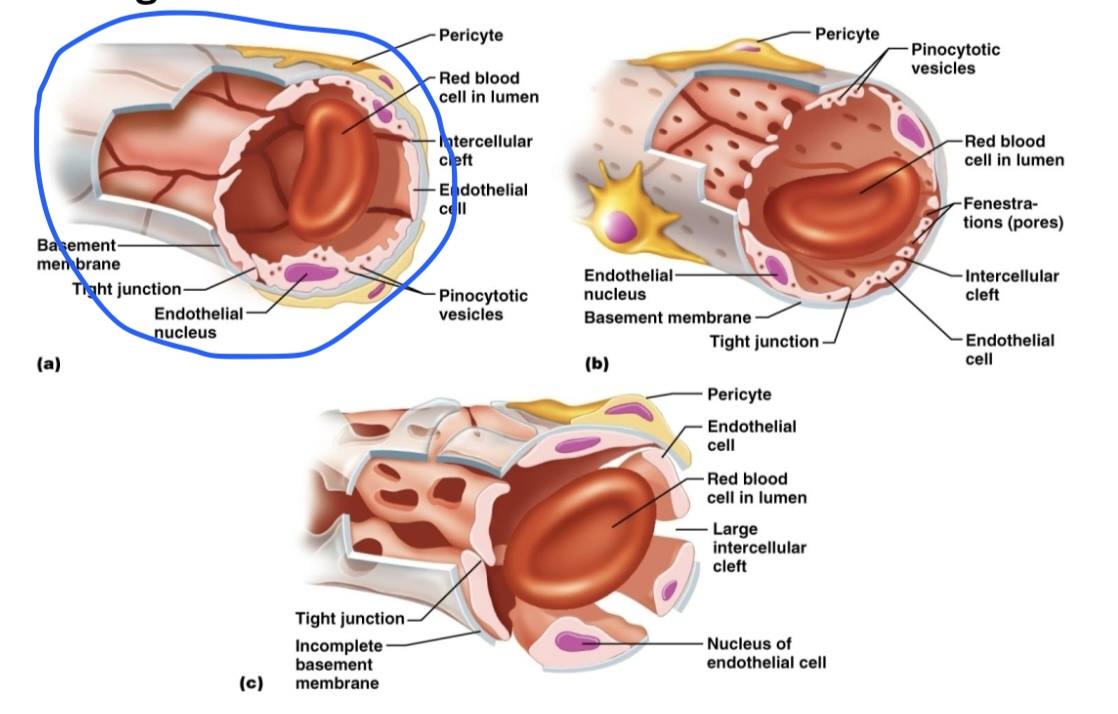 Pericyte
Red blood
cell in lumen
Intercellular
cleft
Endothelial
cell
Basement
membrane
Tight junction
Endothelial
nucleus
Pinocytotic
vesicles
(a)
Pericyte
Pinocytotic
vesicles
Red blood
cell in lumen
Fenestra-
tions (pores)
Intercellular
cleft
Endothelial
cell
Endothelial
nucleus
Basement membrane
Tight junction
(b)
Pericyte
Endothelial
cell
Red blood
cell in lumen
Large
intercellular
cleft
Tight junction
Incomplete
basement
membrane
Nucleus of
endothelial cell
(c)